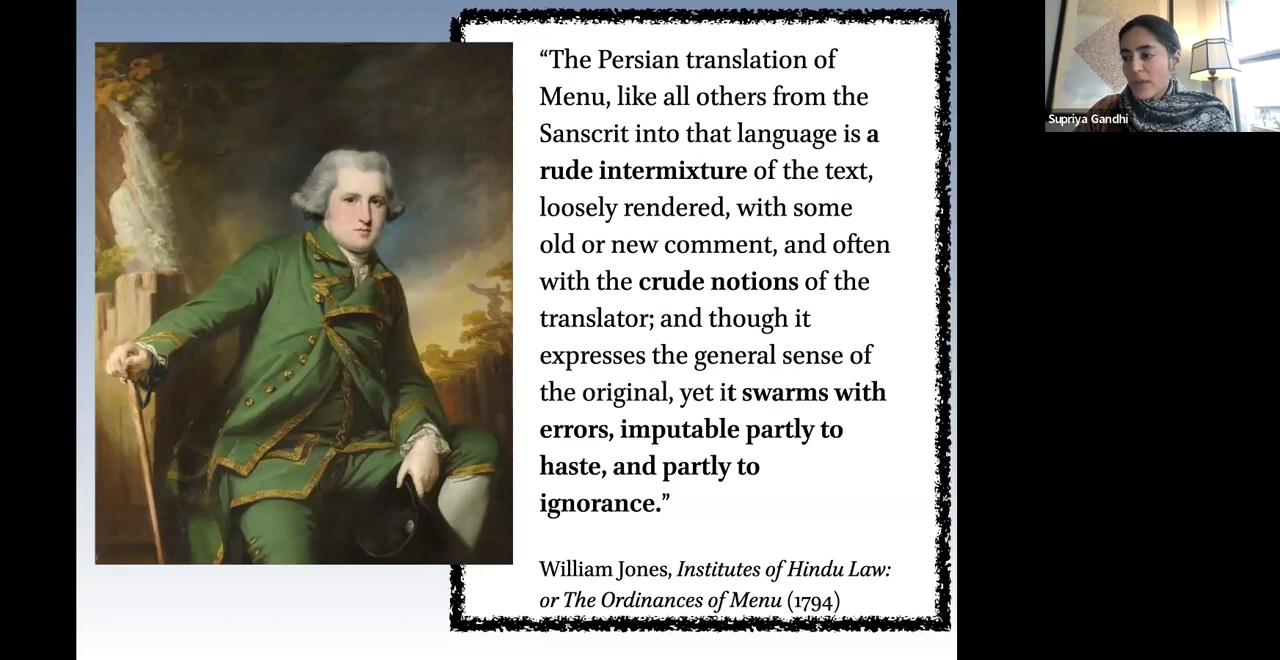 “The Persian translation of
Menu, like all others from the
Sanscrit into that language is a
rude intermixture of the text,
loosely rendered, with some
old or new comment, and often
with the crude notions of the
translator; and though it
expresses the general sense of
the original, yet it swarms with
errors, imputable partly to
haste, and partly to
ignorance.”
William Jones, Institutes of Hindu Law:
or The Ordinances of Menu (1794)
Supriya Gandhi